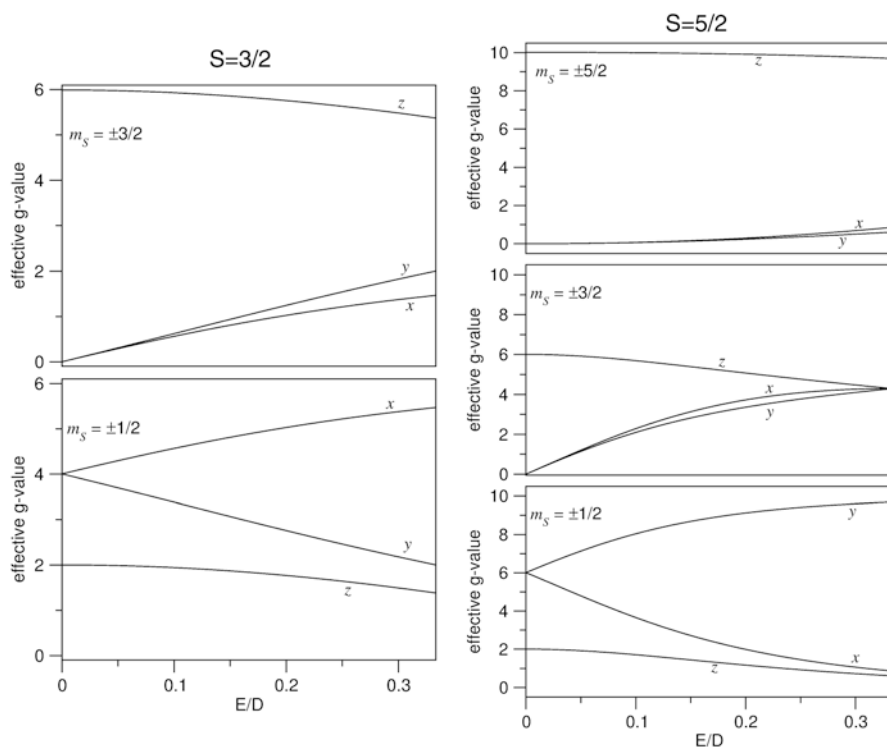 S=3/2
6
z
m_S = ±3/2
4
effective g-value
2
y
x
0
6
x
m_S = ±1/2
4
effective g-value
y
2
z
0
0
0.1
0.2
0.3
E/D
S=5/2
10
z
m_S = ±5/2
8
6
effective g-value
4
2
x
0
y
10
m_S = ±3/2
8
6
z
effective g-value
x
4
y
2
0
10
m_S = ±1/2
y
8
6
effective g-value
4
2
x
z
0
0
0.1
0.2
0.3
E/D